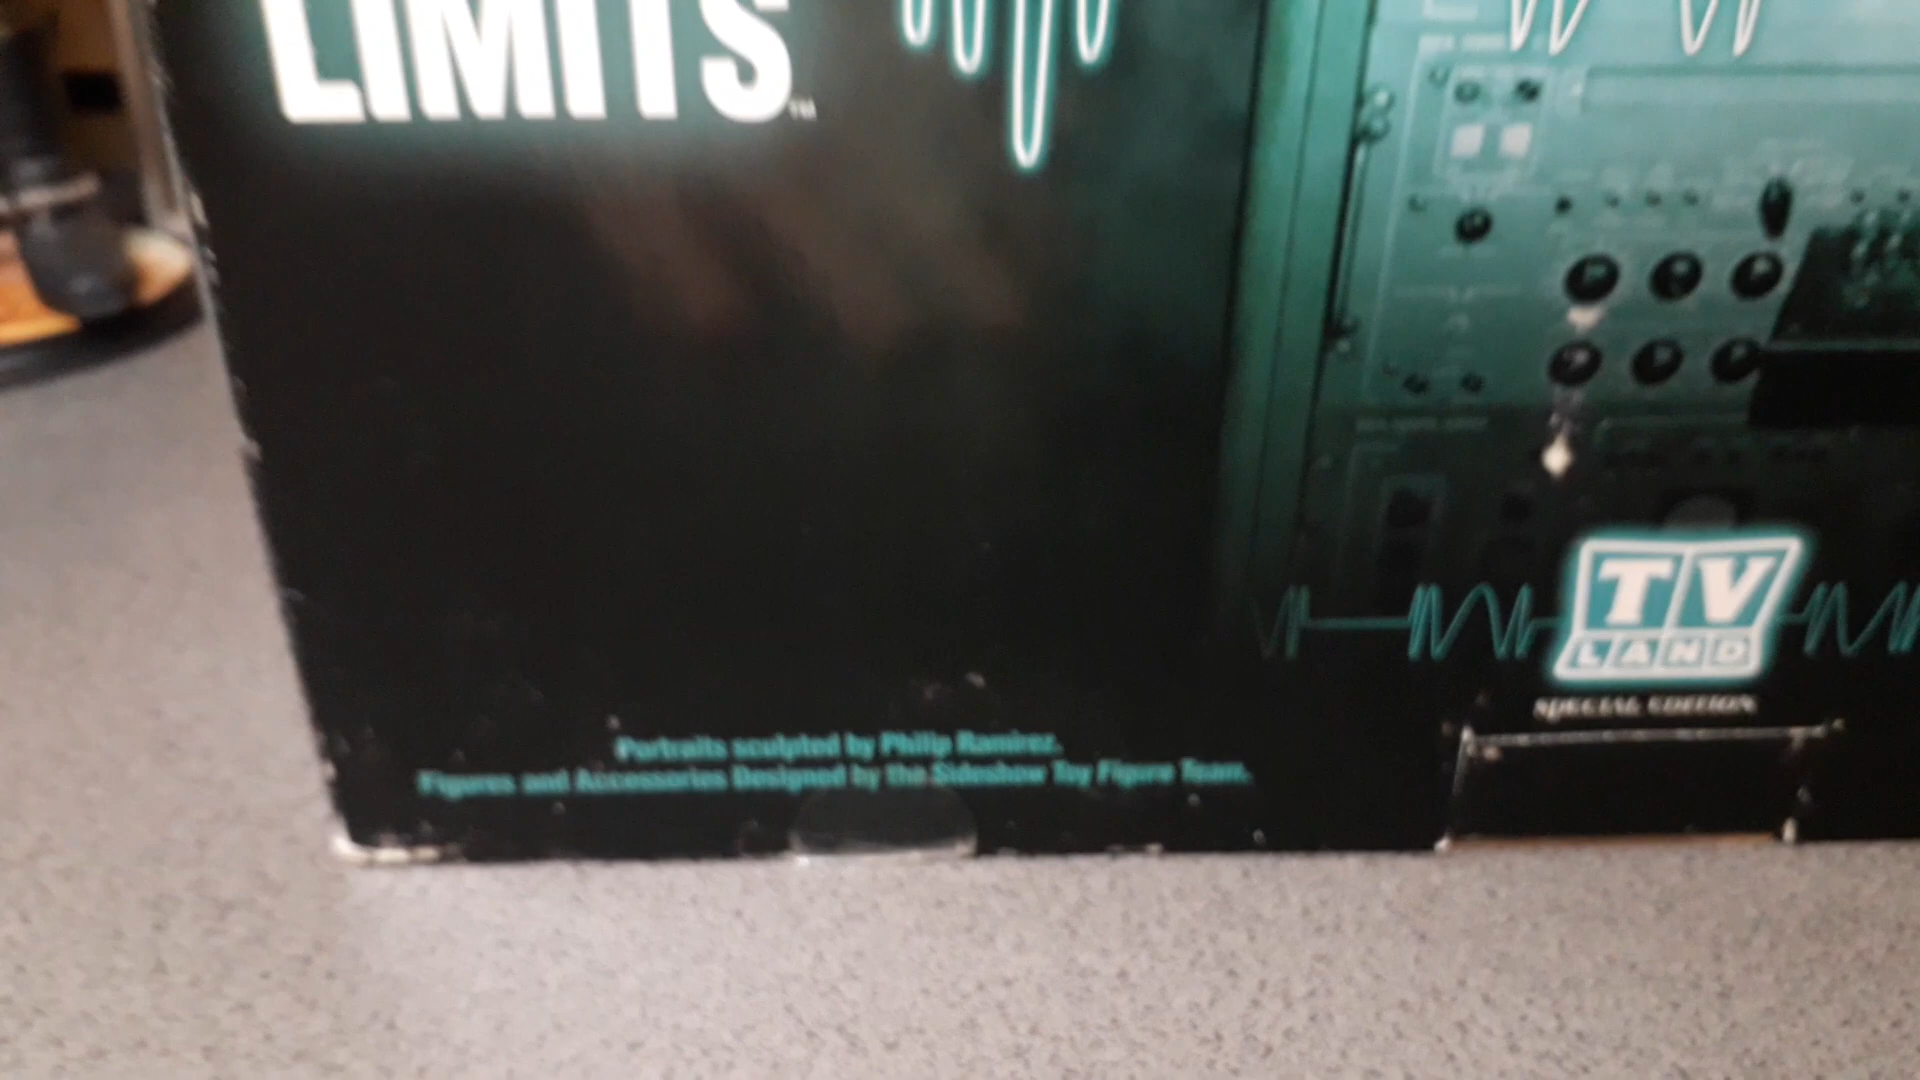 LIMITS™
TV
LAND
SPECIAL EDITION
Portraits sculpted by Philip Ramirez.
Figures and Accessories Designed by the Sideshow Toy Figure Team.